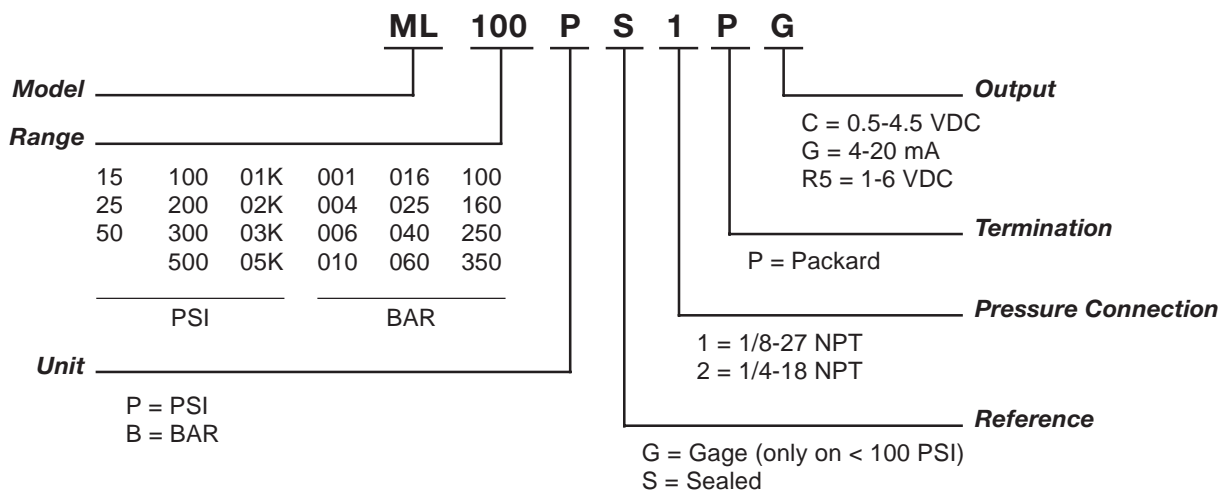 ML 100 P S 1 P G
Model
Output
C = 0.5-4.5 VDC
G = 4-20 mA
R5 = 1-6 VDC
Range
15 100 01K 001 016 100
25 200 02K 004 025 160
50 300 03K 006 040 250
500 05K 010 060 350
PSI BAR
Termination
P = Packard
Pressure Connection
1 = 1/8-27 NPT
2 = 1/4-18 NPT
Unit
P = PSI
B = BAR
Reference
G = Gage (only on < 100 PSI)
S = Sealed